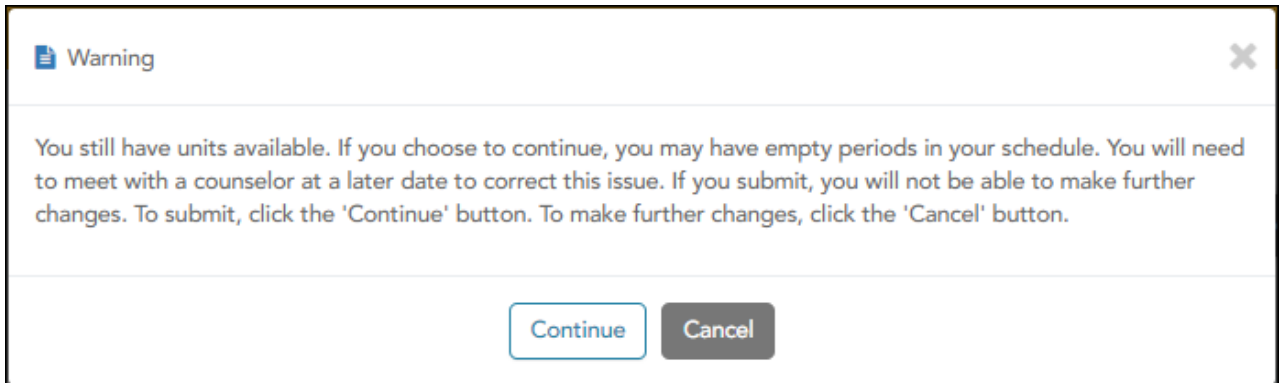 Warning
You still have units available. If you choose to continue, you may have empty periods in your schedule. You will need
to meet with a counselor at a later date to correct this issue. If you submit, you will not be able to make further
changes. To submit, click the 'Continue' button. To make further changes, click the 'Cancel' button.
Continue
Cancel